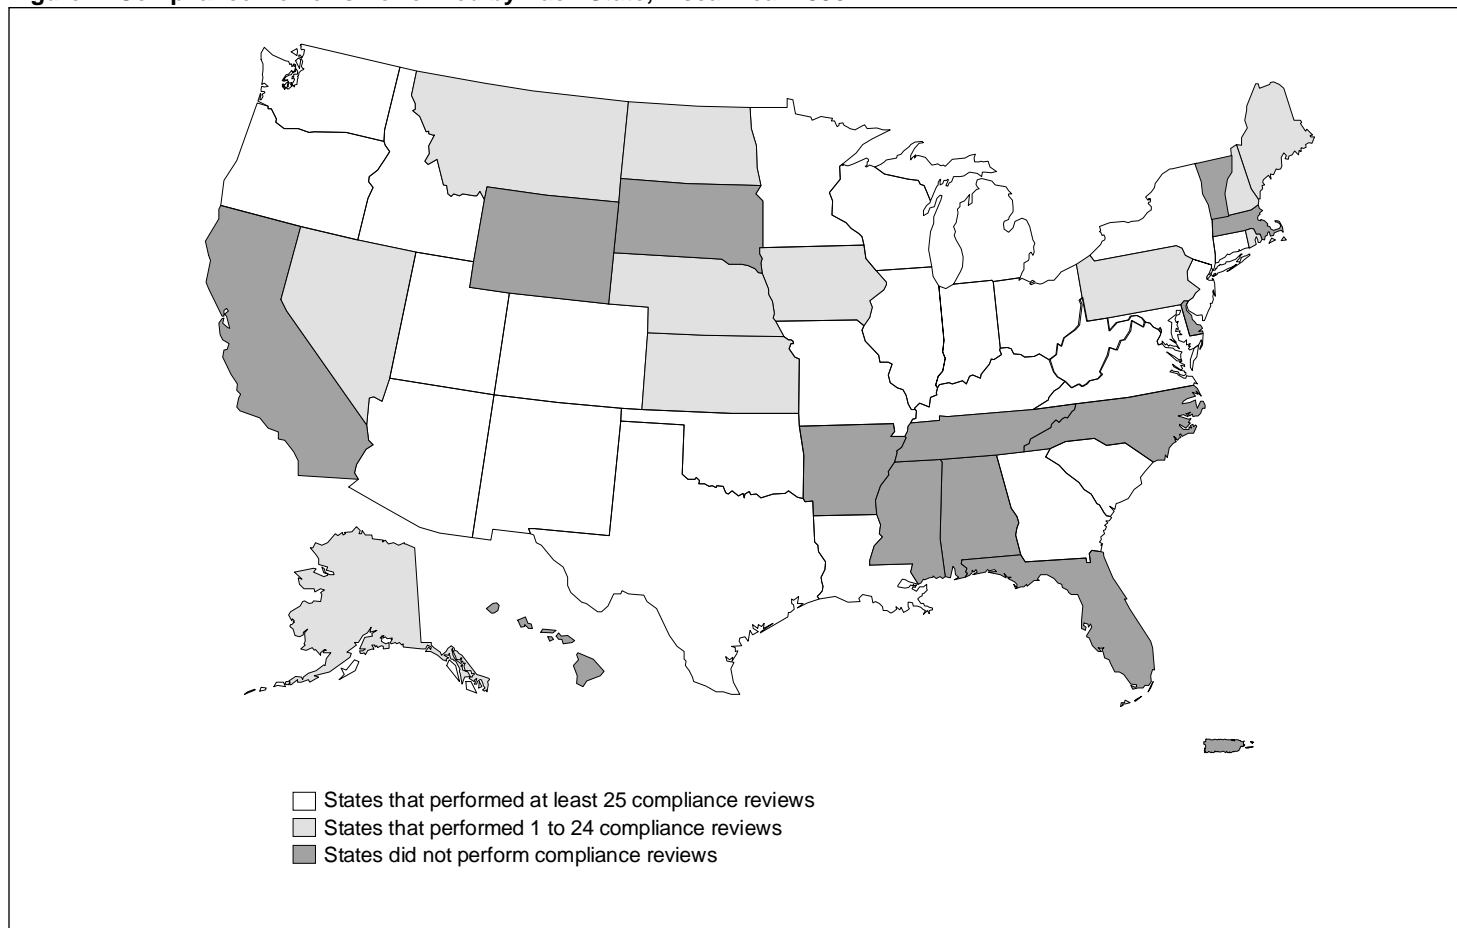 States that performed at least 25 compliance reviews
States that performed 1 to 24 compliance reviews
States did not perform compliance reviews